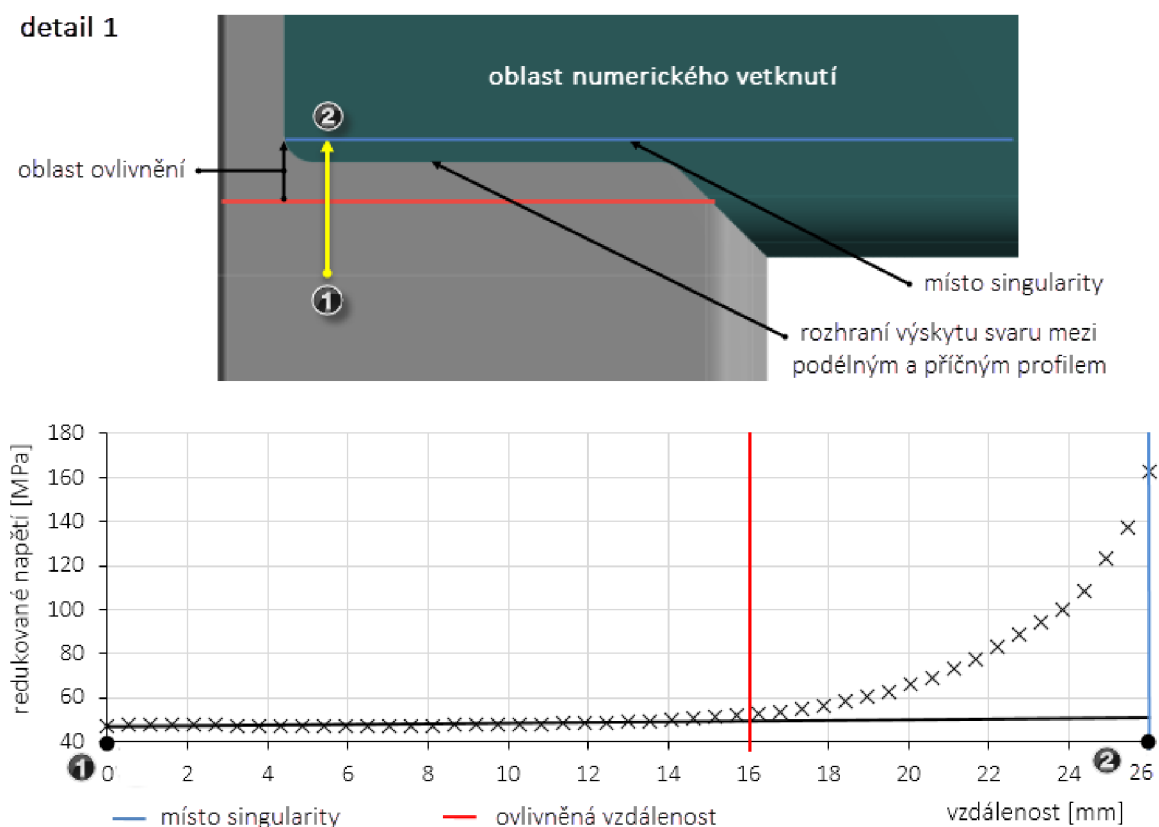 detail 1
oblast numerického vetknutí
2
oblast ovlivnění
1
místo singularity
rozhraní výskytu svaru mezi
podélným a příčným profilem
redukované napětí [MPa]
180
160
140
120
100
80
60
40
1 0 2 4 6 8 10 12 14 16 18 20 22 24 2 26
místo singularity ovlivněná vzdálenost vzdálenost [mm]